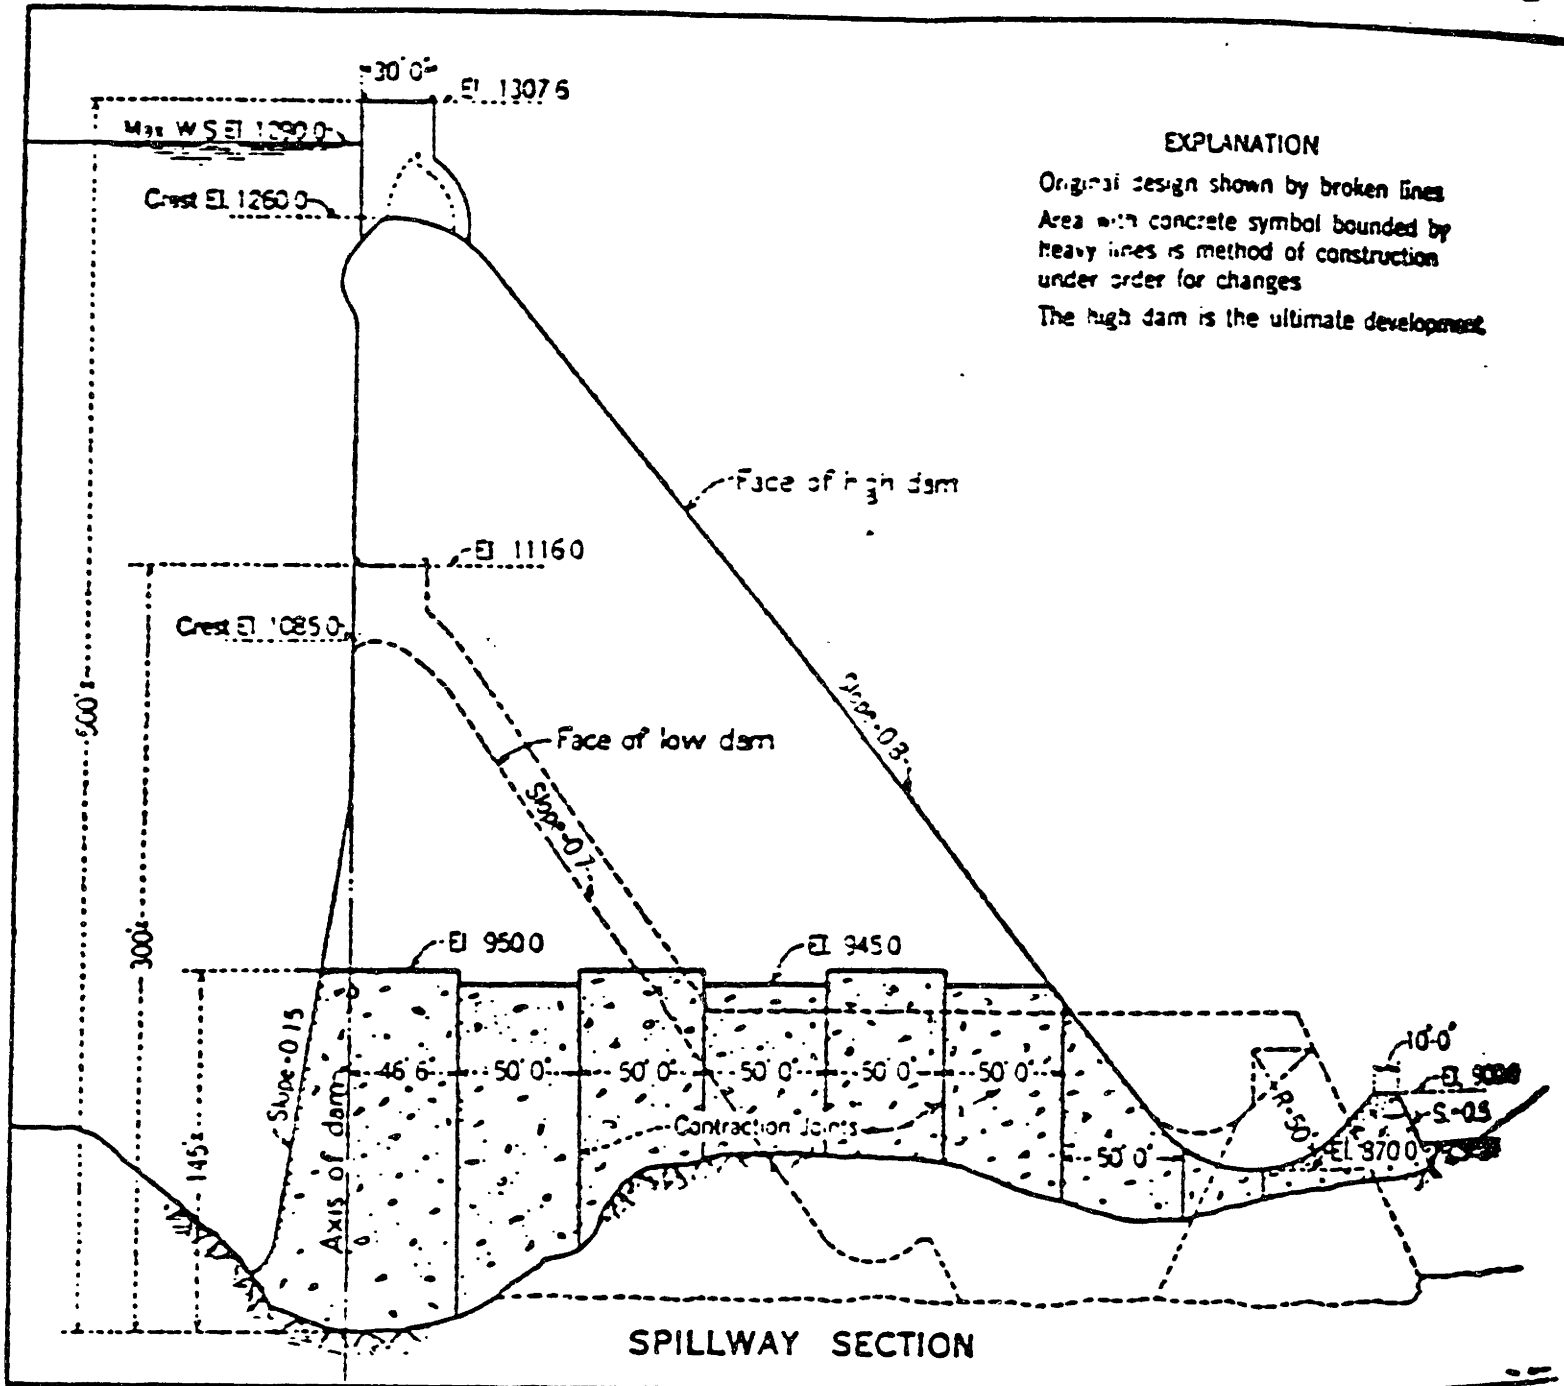 30'0"
El. 1307.6
Max W.S. El. 1290.0
Crest El. 1260.0
EXPLANATION
Original design shown by broken lines
Area with concrete symbol bounded by
heavy lines is method of construction
under order for changes
The high dam is the ultimate development
Face of high dam
El. 1116.0
Crest El. 1085.0
500'±
Slope-0.8
Face of low dam
Slope-0.7
300'±
El 950.0
El 945.0
Slope-0.15
Axis of dam
46'6
50'0"
50'0"
50'0"
50'0"
50'0"
10'-0"
El. 900.0
R-50
S.-0.5
Contraction Joints
145'±
50'0"
El. 870.0
SPILLWAY SECTION